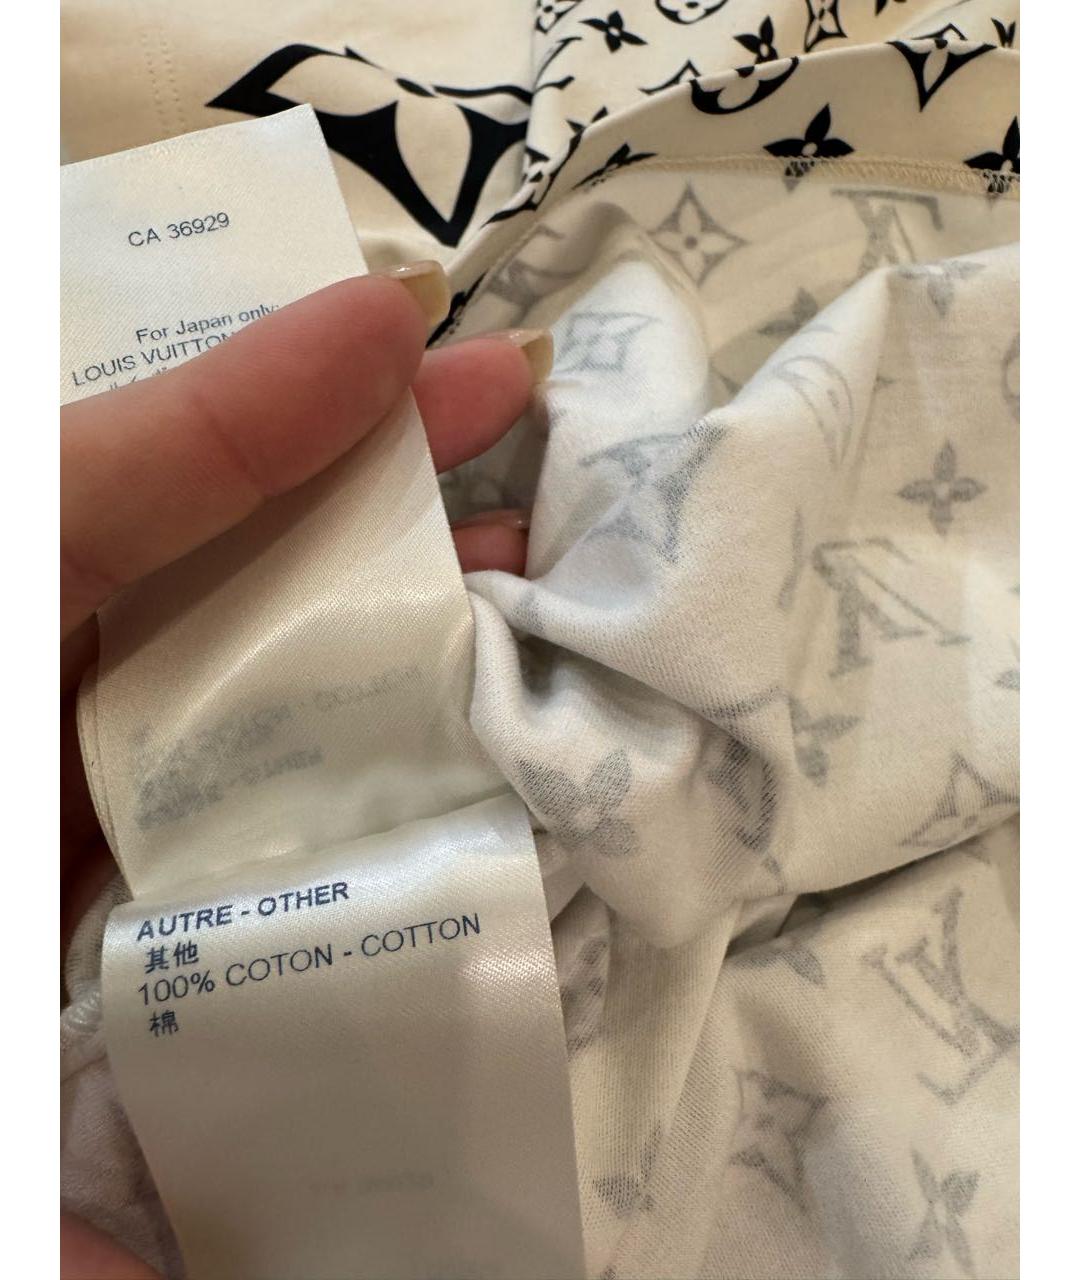 CA 36929
For Japan only:
LOUIS VUITTON
AUTRE - OTHER
其他
100% COTON - COTTON
棉